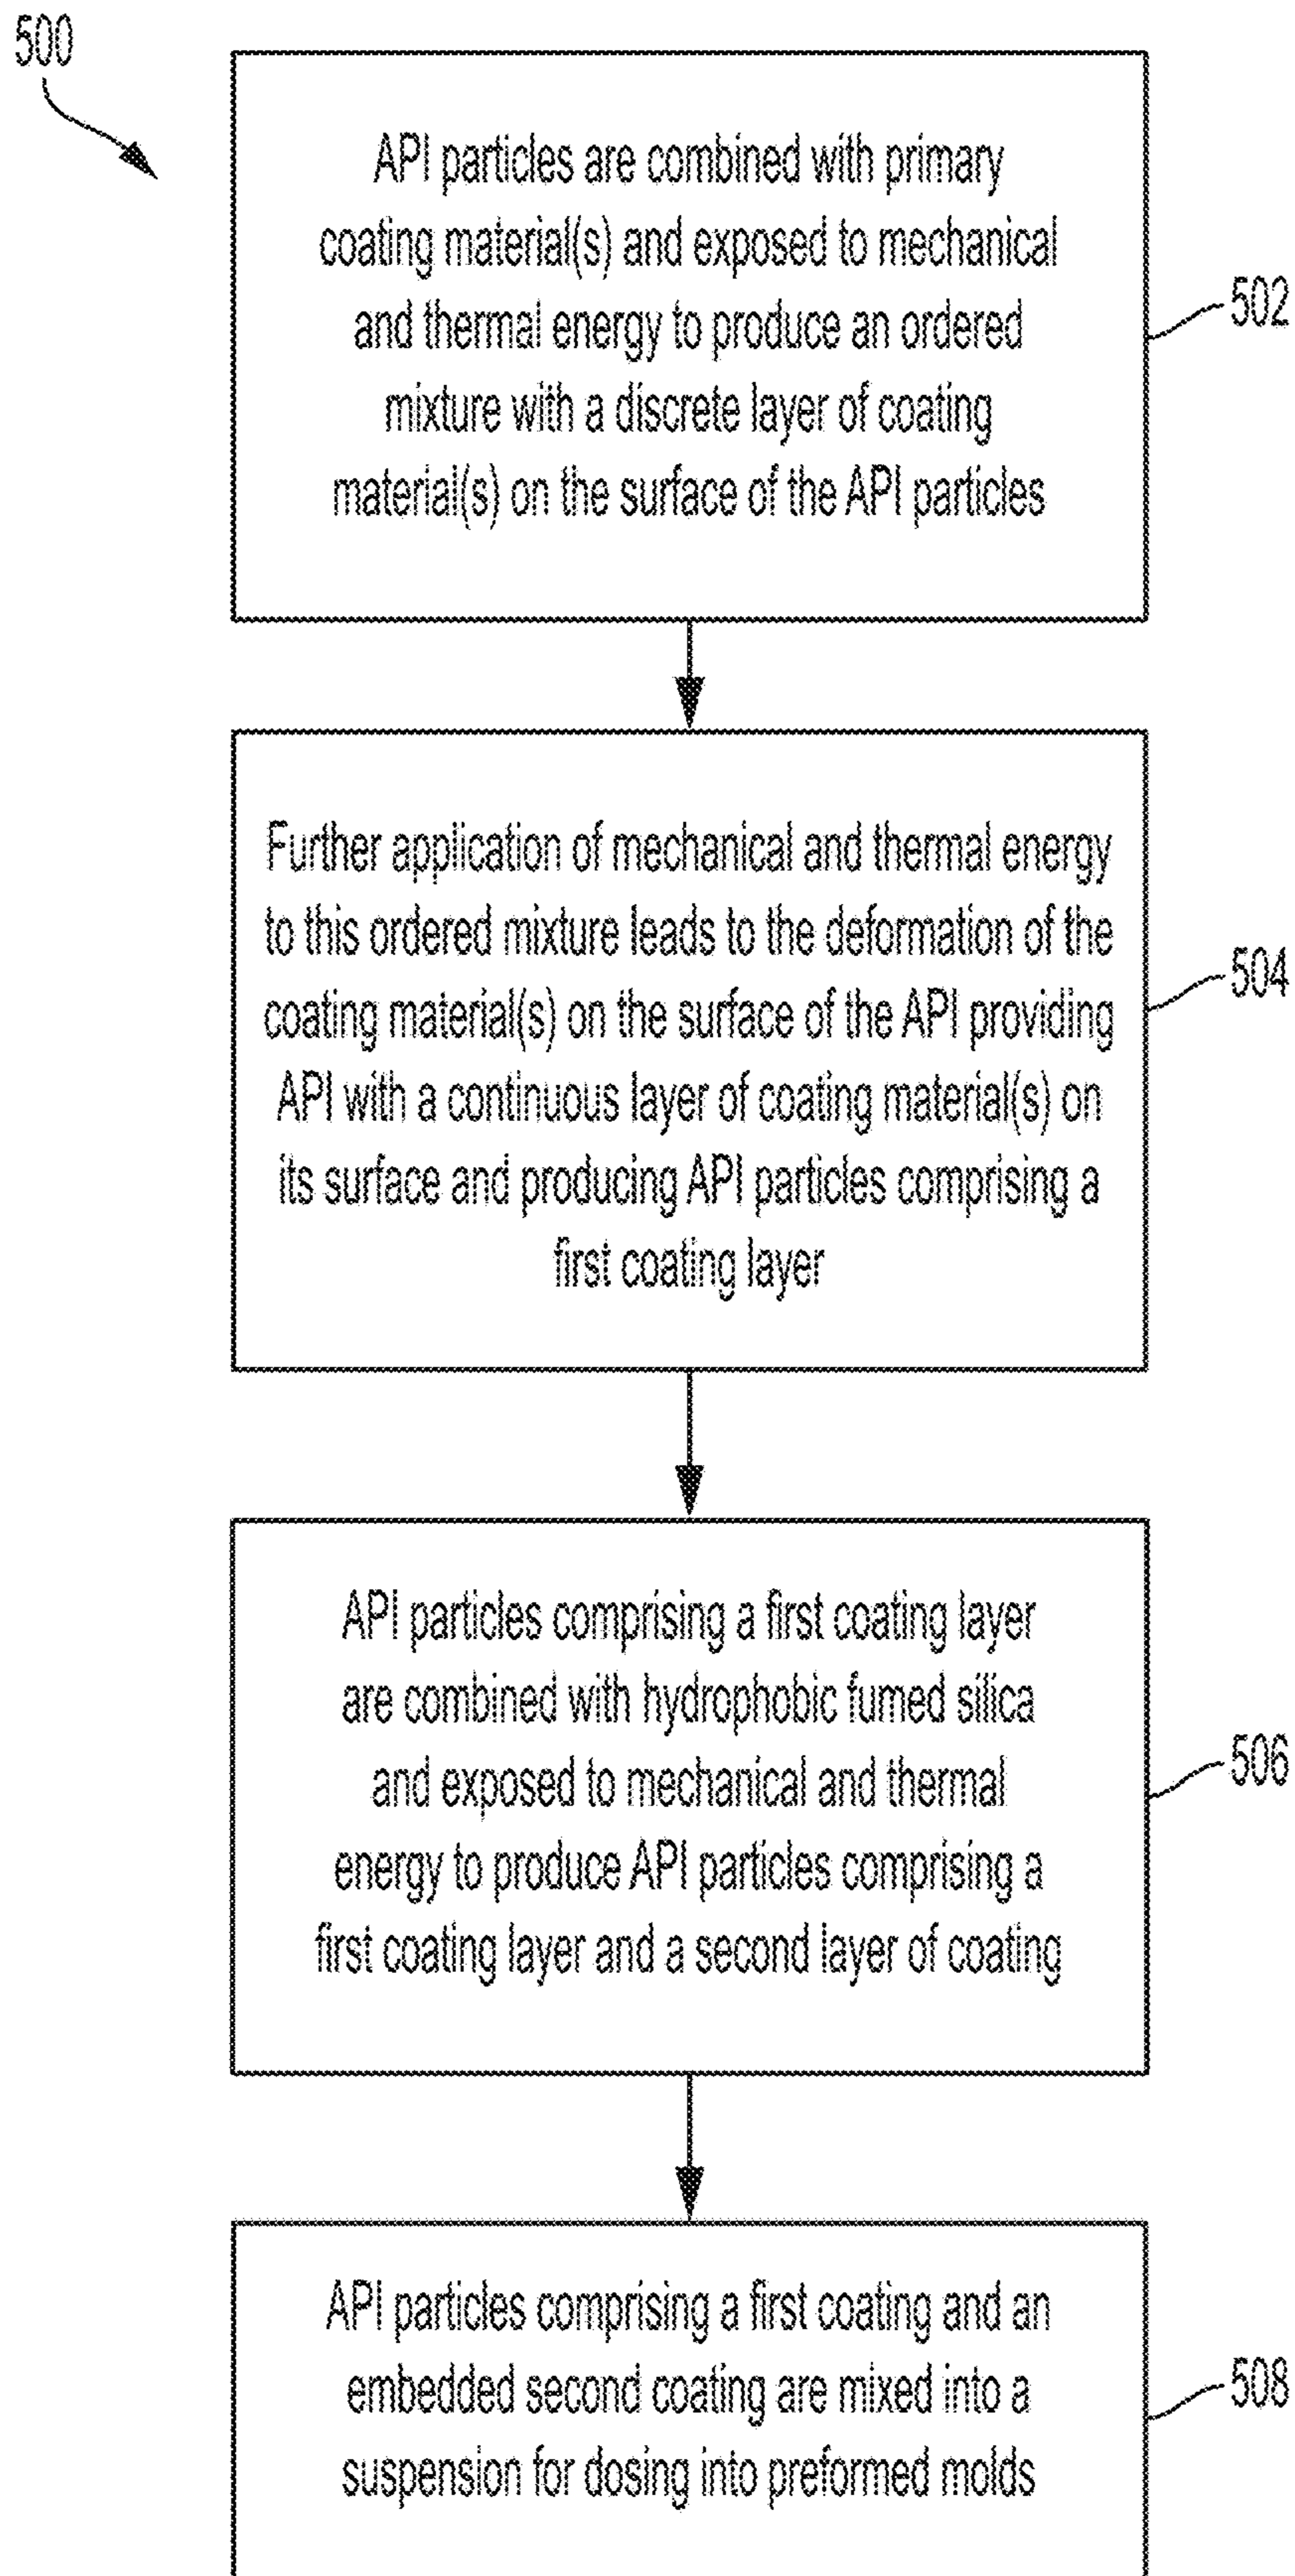 500
API particles are combined with primary
coating material(s) and exposed to mechanical
and thermal energy to produce an ordered
mixture with a discrete layer of coating
material(s) on the surface of the API particles
502
Further application of mechanical and thermal energy
to this ordered mixture leads to the deformation of the
coating material(s) on the surface of the API providing
API with a continuous layer of coating material(s) on
its surface and producing API particles comprising a
first coating layer
504
API particles comprising a first coating layer
are combined with hydrophobic fumed silica
and exposed to mechanical and thermal
energy to produce API particles comprising a
first coating layer and a second layer of coating
506
API particles comprising a first coating and an
embedded second coating are mixed into a
suspension for dosing into preformed molds
508